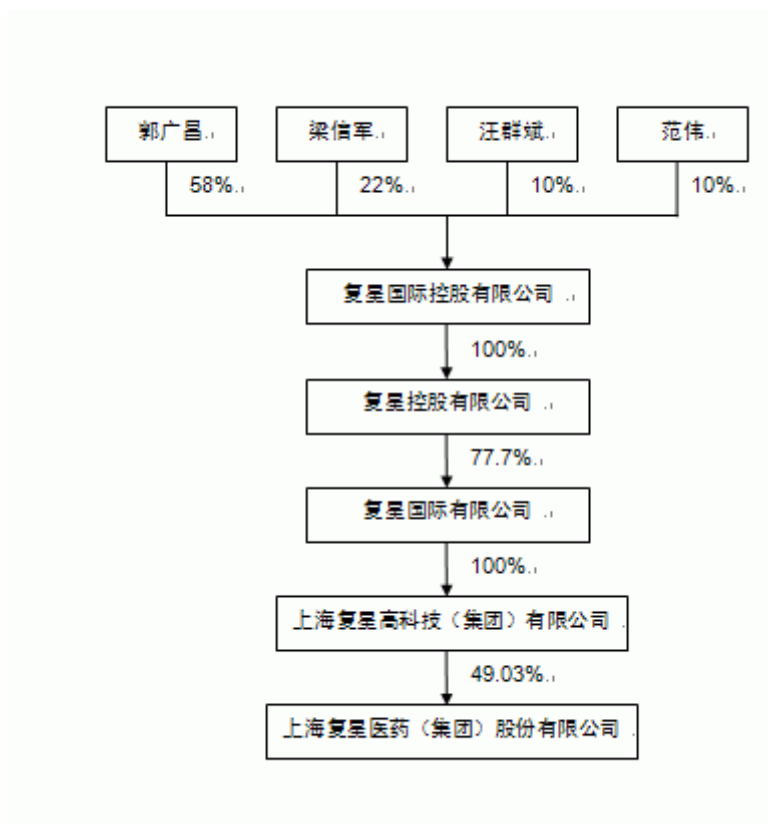 郭广昌 梁信军 汪群斌 范伟
58% 22% 10% 10%
复星国际控股有限公司
100%
复星控股有限公司
77.7%
复星国际有限公司
100%
上海复星高科技（集团）有限公司
49.03%
上海复星医药（集团）股份有限公司